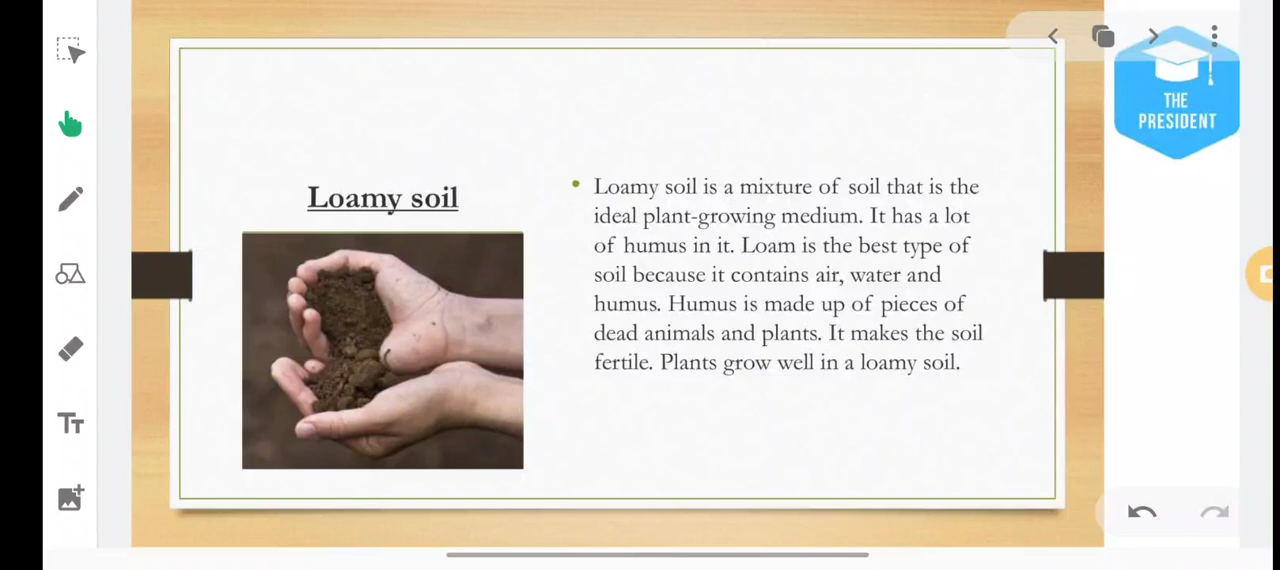 THE
PRESIDENT
Loamy soil
Loamy soil is a mixture of soil that is the
ideal plant-growing medium. It has a lot
of humus in it. Loam is the best type of
soil because it contains air, water and
humus. Humus is made up of pieces of
dead animals and plants. It makes the soil
fertile. Plants grow well in a loamy soil.
TT